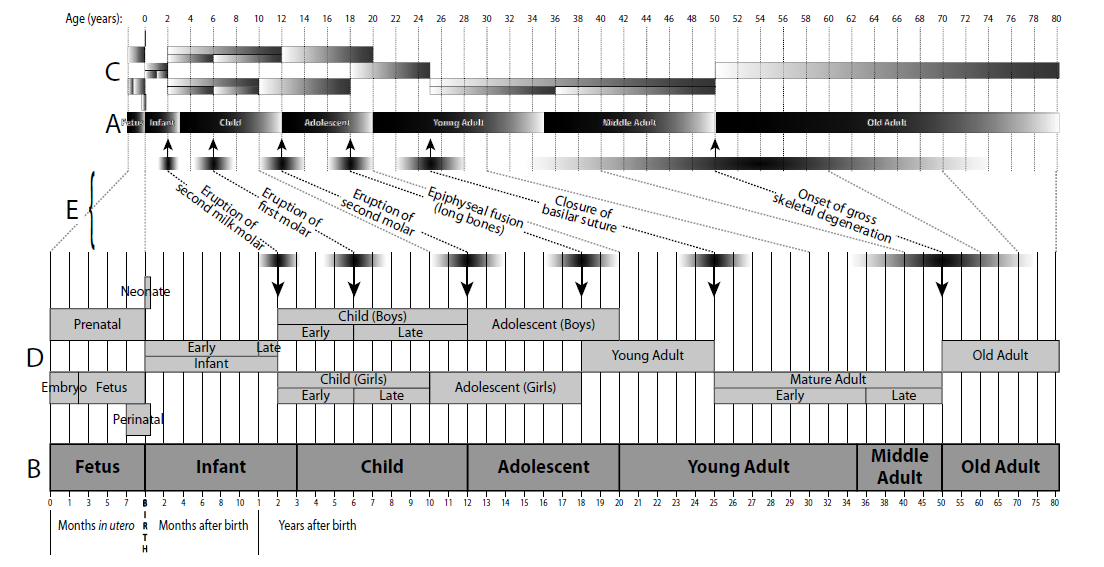 Age (years): 0 2 4 6 8 10 12 14 16 18 20 22 24 26 28 30 32 34 36 38 40 42 44 46 48 50 52 54 56 58 60 62 64 66 68 70 72 74 76 78 80
C
A Fetus Infant Child Adolescent Young Adult Middle Adult Old Adult
E
Eruption of
second milk molar
Eruption of
first molar
Eruption of
second molar
Epiphyseal fusion
(long bones)
Closure of
basilar suture
Onset of gross
skeletal degeneration
Neonate
Prenatal Child (Boys) Adolescent (Boys)
Early Late
D Early Late Young Adult Old Adult
Infant
Embryo Fetus Child (Girls) Adolescent (Girls) Mature Adult
Early Late Early Late
Perinatal
B Fetus Infant Child Adolescent Young Adult Middle Adult Old Adult
0 1 3 5 7 BIRTH 2 4 6 8 10 1 2 3 4 5 6 7 8 9 10 11 12 13 14 15 16 17 18 19 20 21 22 23 24 25 26 27 28 29 30 32 34 36 38 40 45 50 55 60 65 70 75 80
Months in utero Months after birth Years after birth